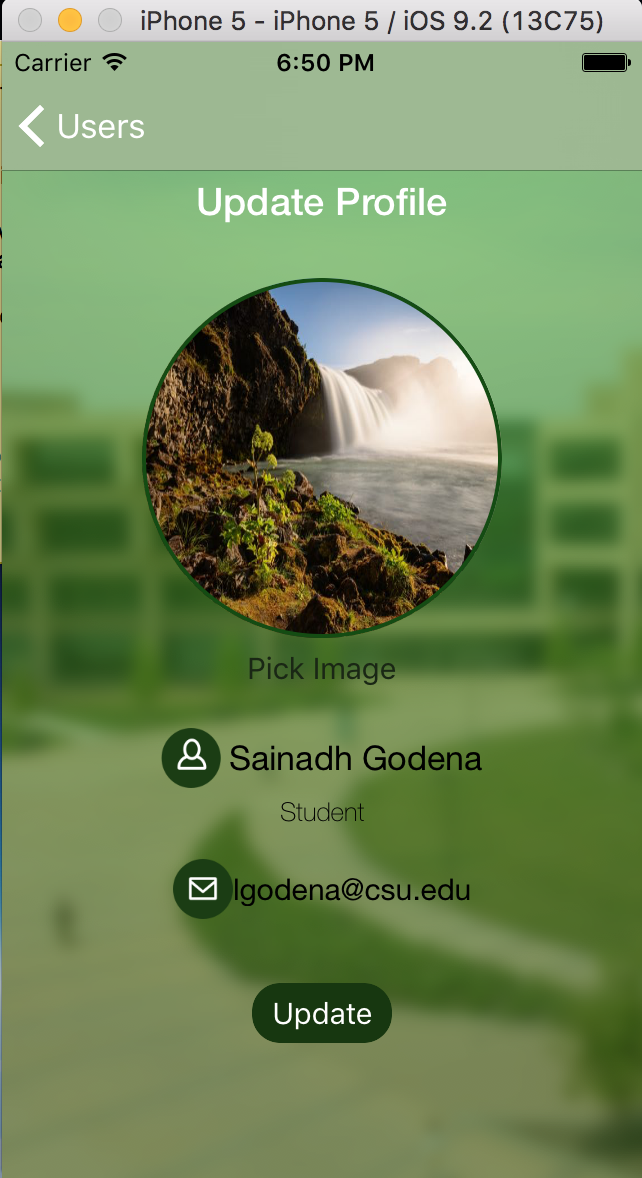 iPhone 5 - iPhone 5 / iOS 9.2 (13C75)
Carrier 6:50 PM
Users
Update Profile
Pick Image
Sainadh Godena
Student
lgodena@csu.edu
Update